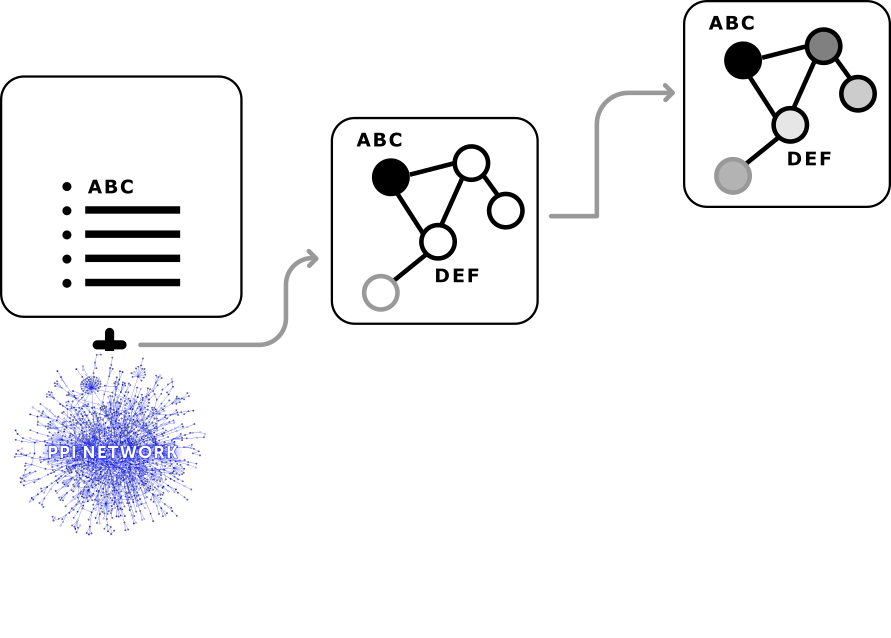 ABC
PPI NETWORK
ABC
DEF
ABC
DEF